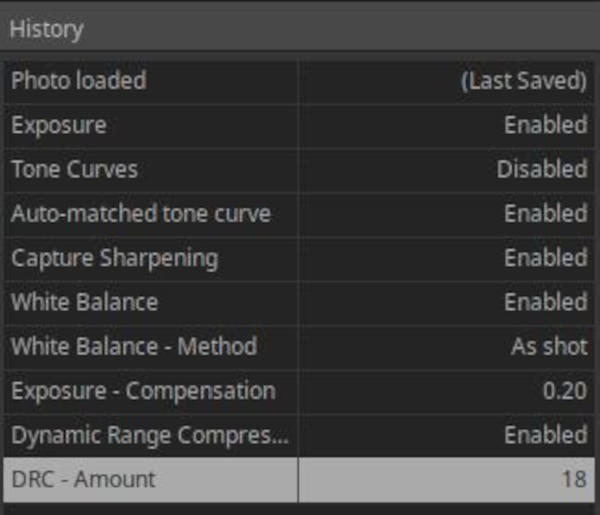 History
Photo loaded (Last Saved)
Exposure Enabled
Tone Curves Disabled
Auto-matched tone curve Enabled
Capture Sharpening Enabled
White Balance Enabled
White Balance - Method As shot
Exposure - Compensation 0.20
Dynamic Range Compres... Enabled
DRC - Amount 18